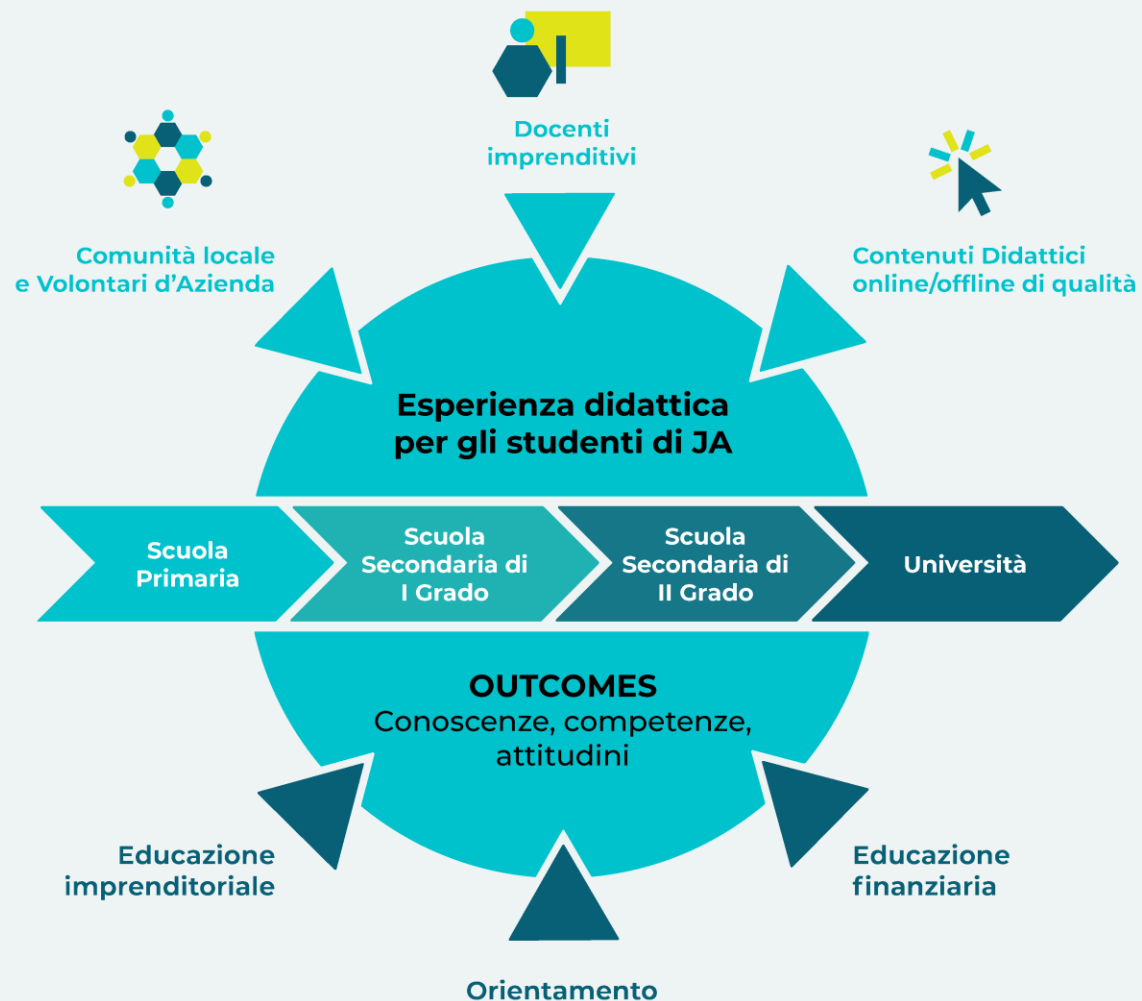 Docenti
imprenditivi
Comunità locale
e Volontari d'Azienda
Contenuti Didattici
online/offline di qualità
Esperienza didattica
per gli studenti di JA
Scuola
Primaria
Scuola
Secondaria di
I Grado
Scuola
Secondaria di
II Grado
Università
OUTCOMES
Conoscenze, competenze,
attitudini
Educazione
imprenditoriale
Educazione
finanziaria
Orientamento